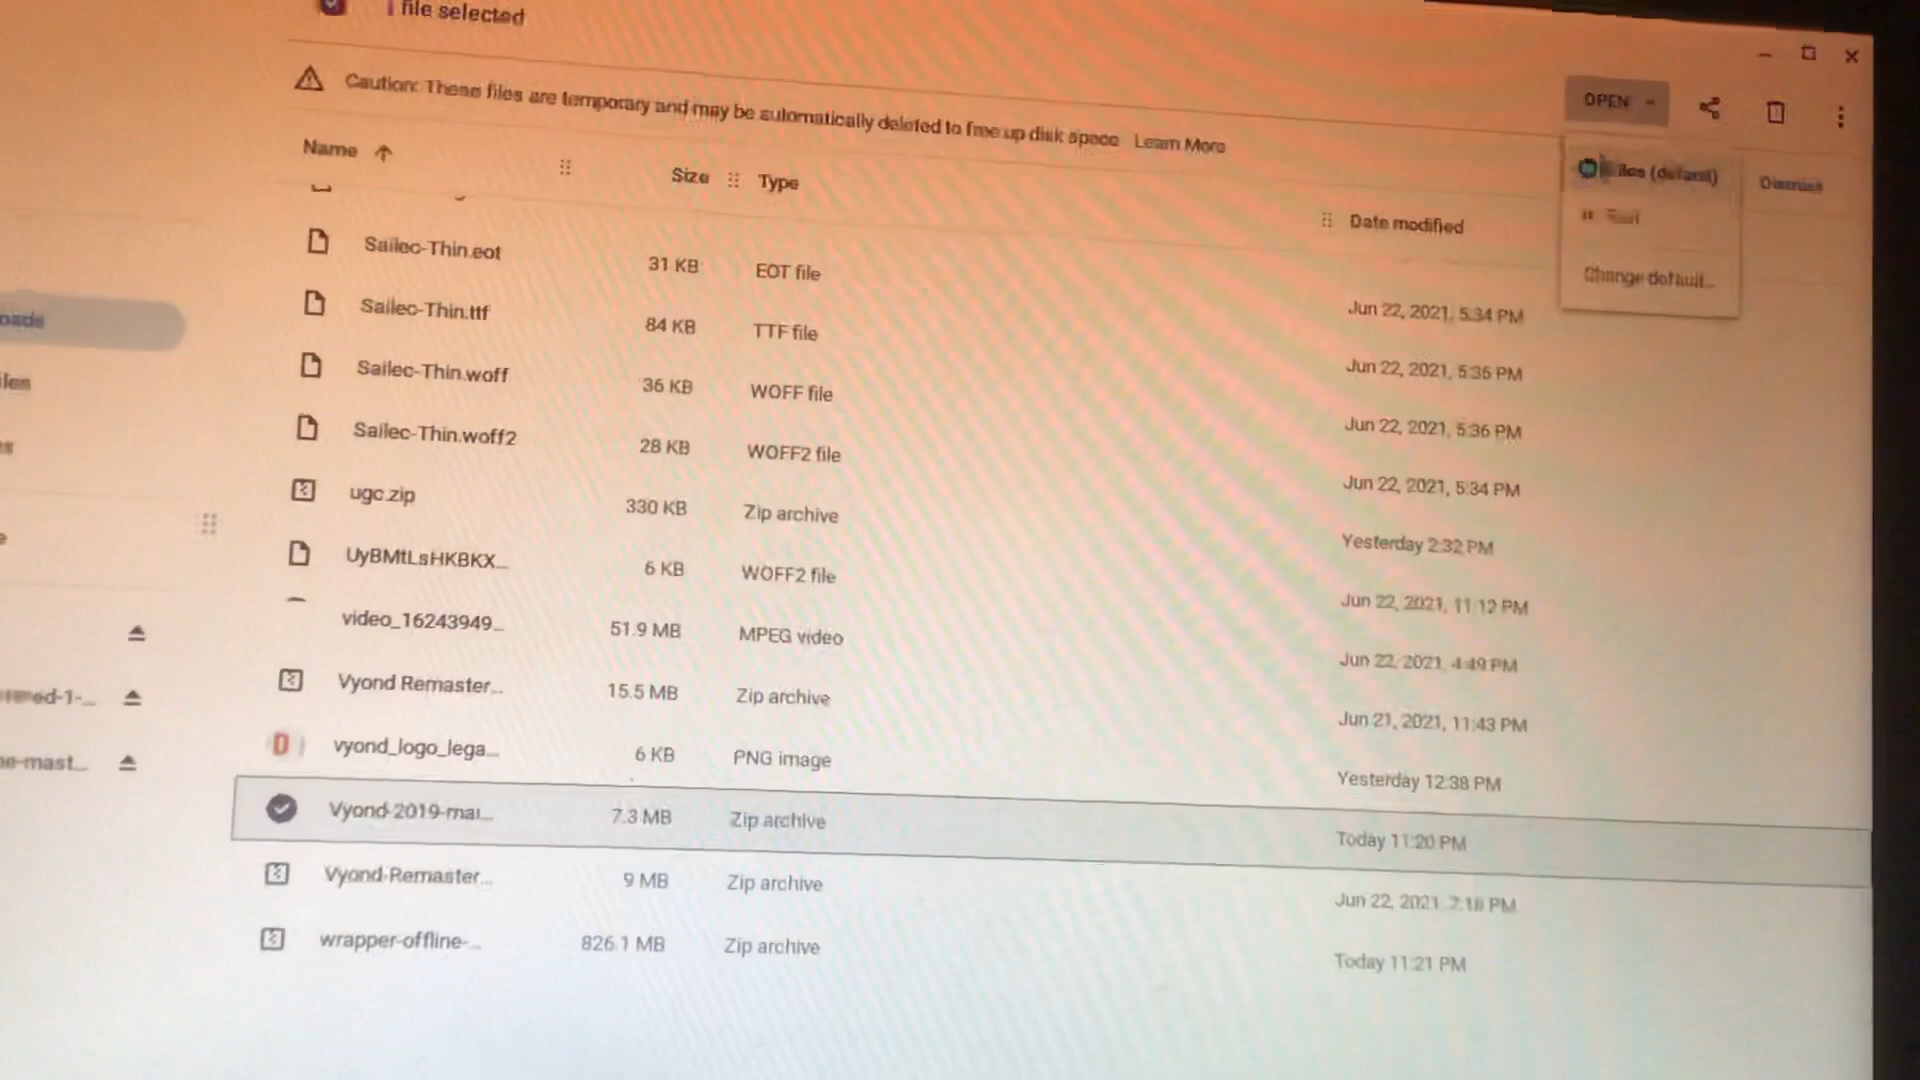 1 file selected
Caution: These files are temporary and may be automatically deleted to free up disk space Learn More
OPEN
Dismiss
Name Size Type Date modified
Change default...
Sailec-Thin.eot 31 KB EOT file Jun 22, 2021, 5:34 PM
Sailec-Thin.ttf 84 KB TTF file Jun 22, 2021, 5:35 PM
Sailec-Thin.woff 36 KB WOFF file Jun 22, 2021, 5:36 PM
Sailec-Thin.woff2 28 KB WOFF2 file Jun 22, 2021, 5:34 PM
ugc.zip 330 KB Zip archive Yesterday 2:32 PM
UyBMtLsHKBKX... 6 KB WOFF2 file Jun 22, 2021, 11:12 PM
video_16243949... 51.9 MB MPEG video Jun 22, 2021, 4:49 PM
Vyond Remaster... 15.5 MB Zip archive Jun 21, 2021, 11:43 PM
vyond_logo_lega... 6 KB PNG image Yesterday 12:38 PM
Vyond-2019-mai... 7.3 MB Zip archive Today 11:20 PM
Vyond-Remaster... 9 MB Zip archive Jun 22, 2021, 7:18 PM
wrapper-offline-... 826.1 MB Zip archive Today 11:21 PM